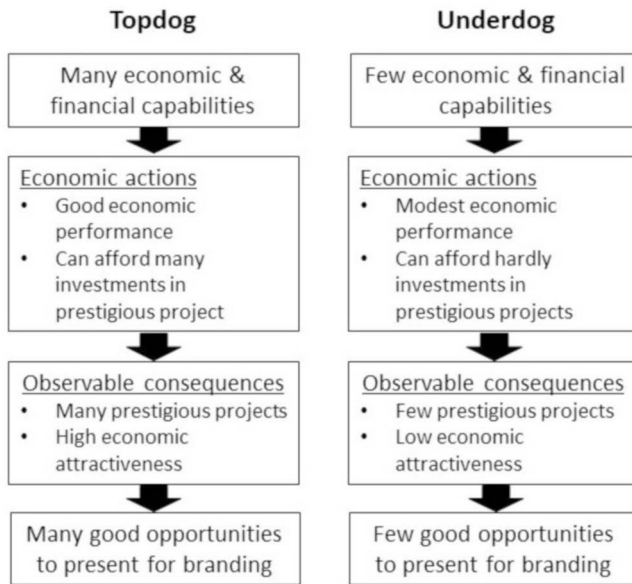 Topdog
Many economic &
financial capabilities
Economic actions
• Good economic
performance
• Can afford many
investments in
prestigious project
Observable consequences
• Many prestigious projects
• High economic
attractiveness
Many good opportunities
to present for branding
Underdog
Few economic & financial
capabilities
Economic actions
• Modest economic
performance
• Can afford hardly
investments in
prestigious projects
Observable consequences
• Few prestigious projects
• Low economic
attractiveness
Few good opportunities
to present for branding